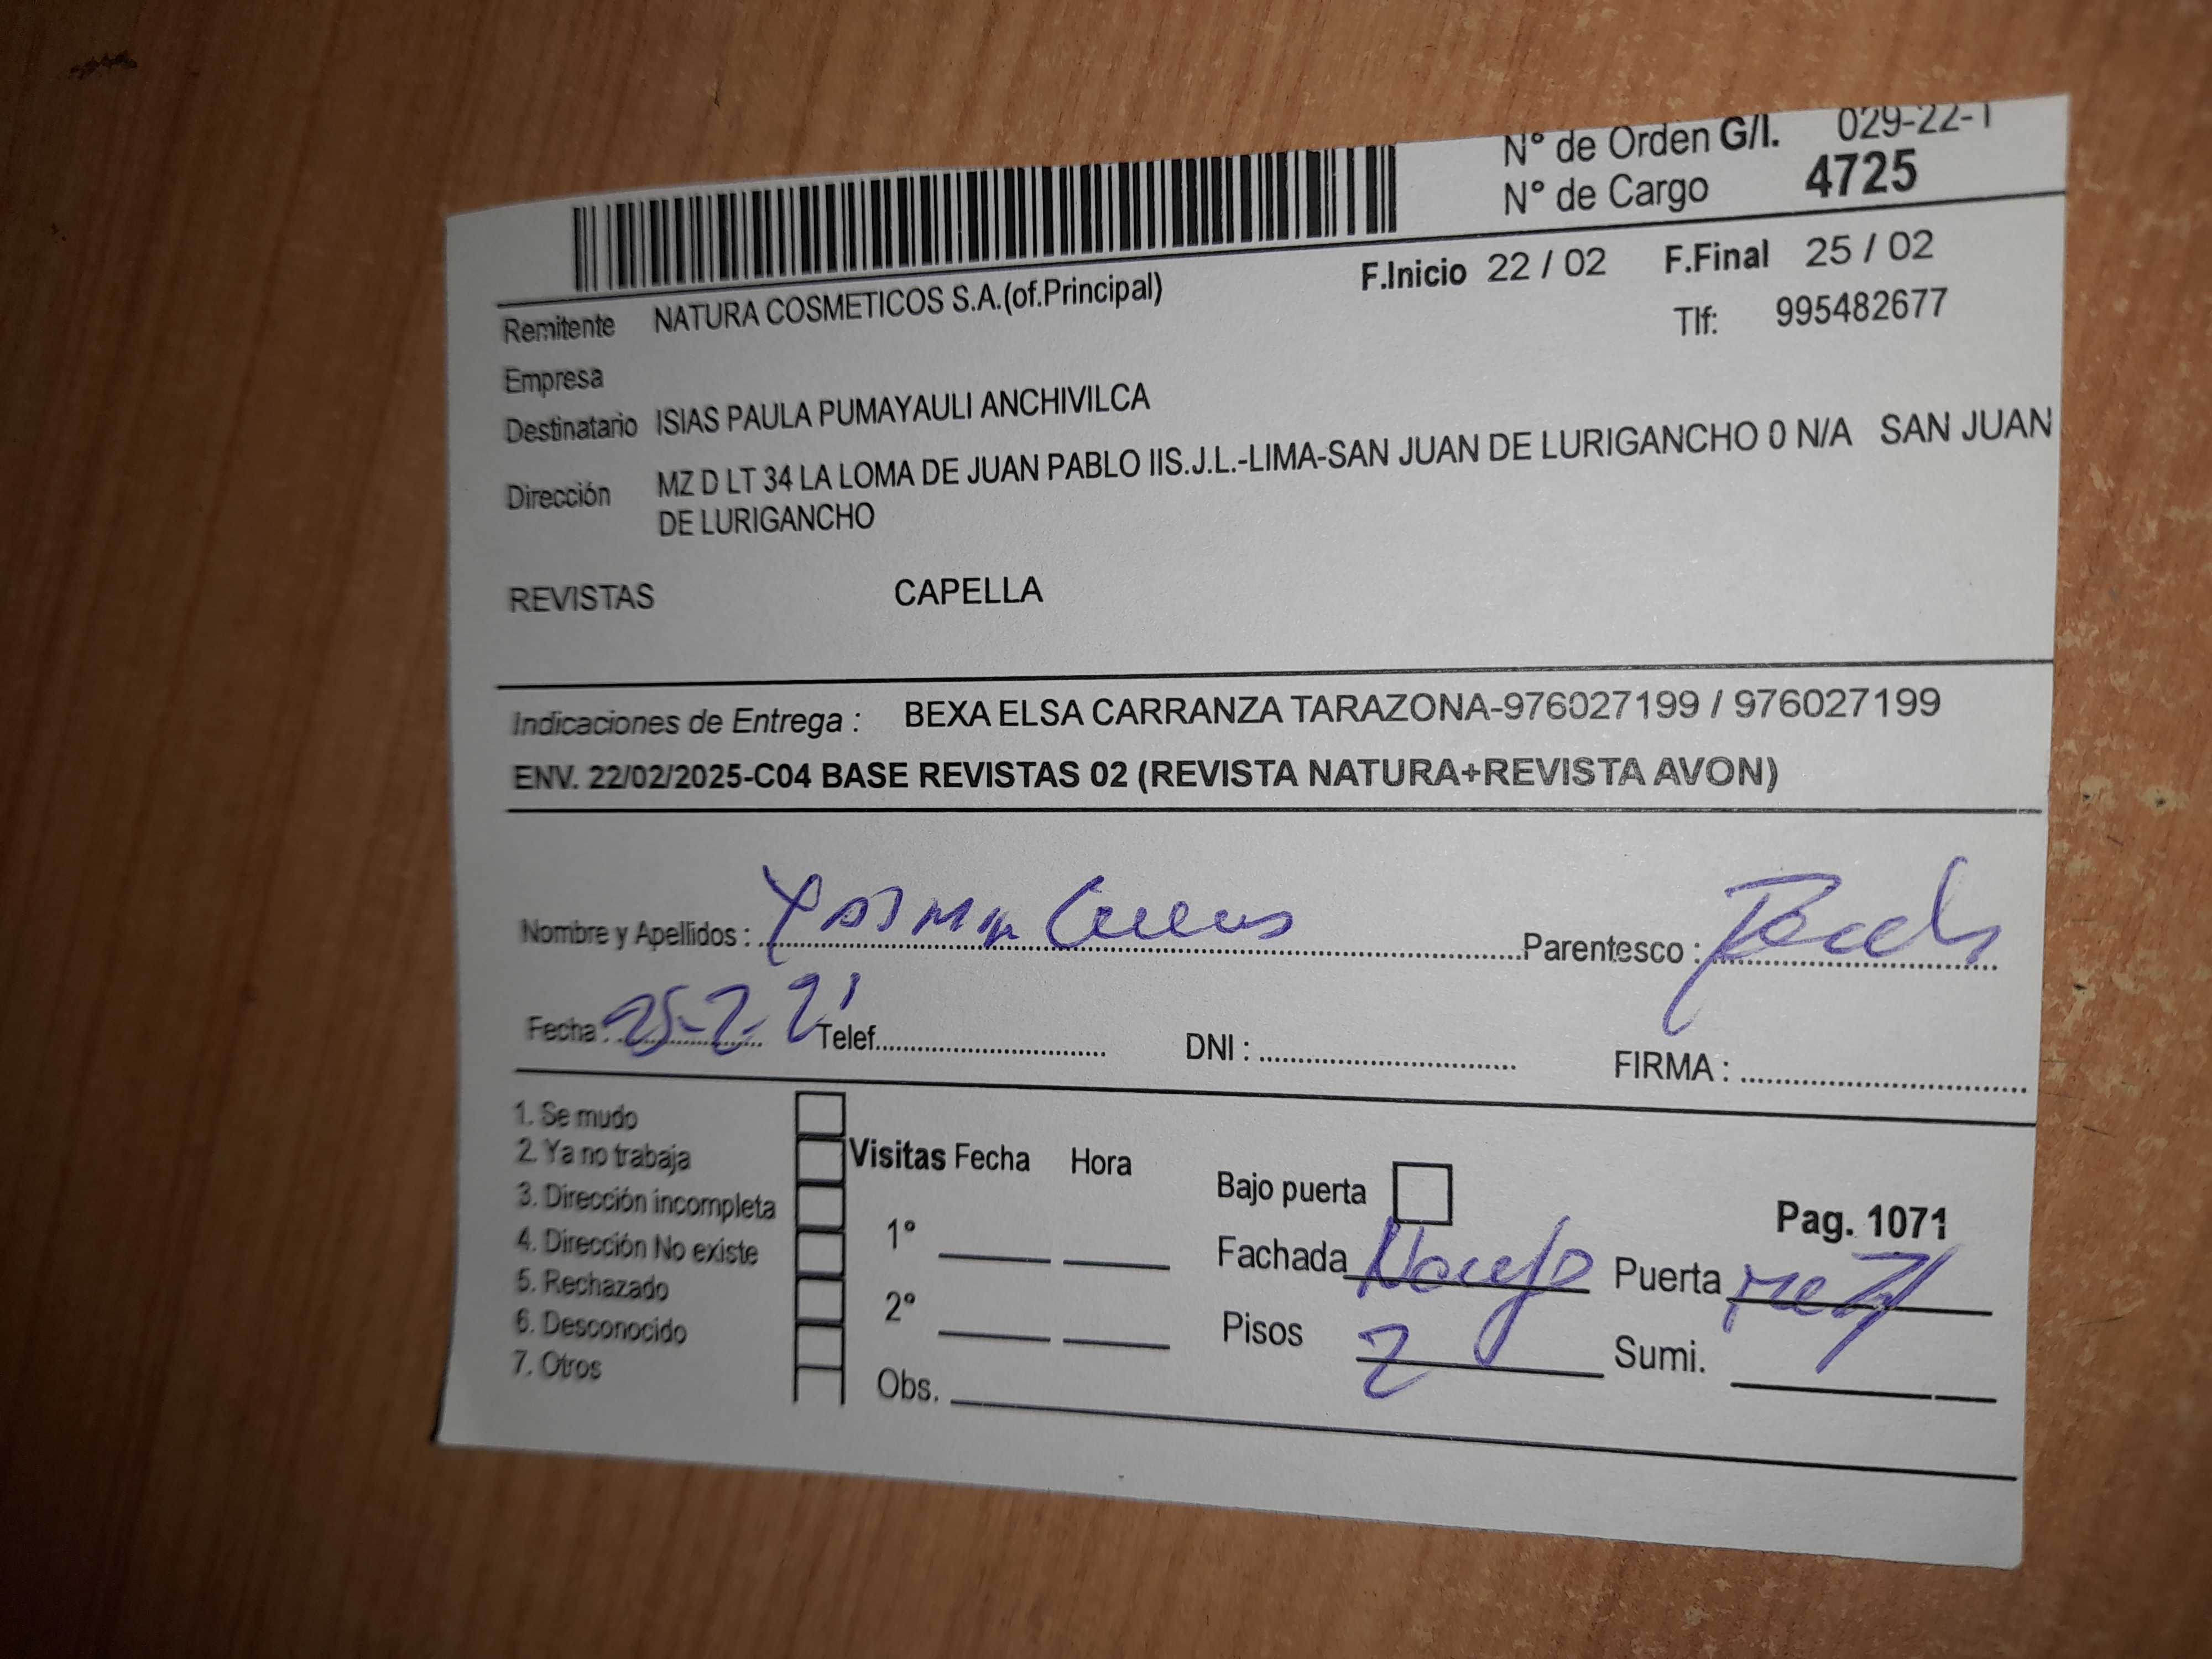 N° de Orden G/I. 029-22-1
N° de Cargo 4725
F.Inicio 22 / 02 F.Final 25 / 02
Remitente NATURA COSMETICOS S.A.(of.Principal)
Tlf: 995482677
Empresa
Destinatario ISIAS PAULA PUMAYAULI ANCHIVILCA
Dirección MZ D LT 34 LA LOMA DE JUAN PABLO IIS.J.L.-LIMA-SAN JUAN DE LURIGANCHO 0 N/A SAN JUAN
DE LURIGANCHO
REVISTAS CAPELLA
Indicaciones de Entrega : BEXA ELSA CARRANZA TARAZONA-976027199 / 976027199
ENV. 22/02/2025-C04 BASE REVISTAS 02 (REVISTA NATURA+REVISTA AVON)
Nombre y Apellidos : Parentesco :
Fecha : 25-2- Telef. DNI : FIRMA :
1. Se mudo
2. Ya no trabaja
3. Dirección incompleta
4. Dirección No existe
5. Rechazado
6. Desconocido
7. Otros
Visitas Fecha Hora
1°
2°
Obs.
Bajo puerta
Pag. 1071
Fachada Puerta
Pisos 2 Sumi.